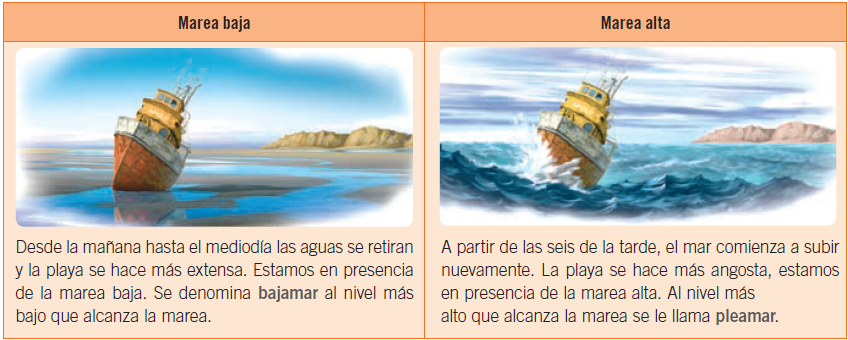 Marea baja
Marea alta
Desde la mañana hasta el mediodía las aguas se retiran
y la playa se hace más extensa. Estamos en presencia
de la marea baja. Se denomina bajamar al nivel más
bajo que alcanza la marea.
A partir de las seis de la tarde, el mar comienza a subir
nuevamente. La playa se hace más angosta, estamos
en presencia de la marea alta. Al nivel más
alto que alcanza la marea se le llama pleamar.